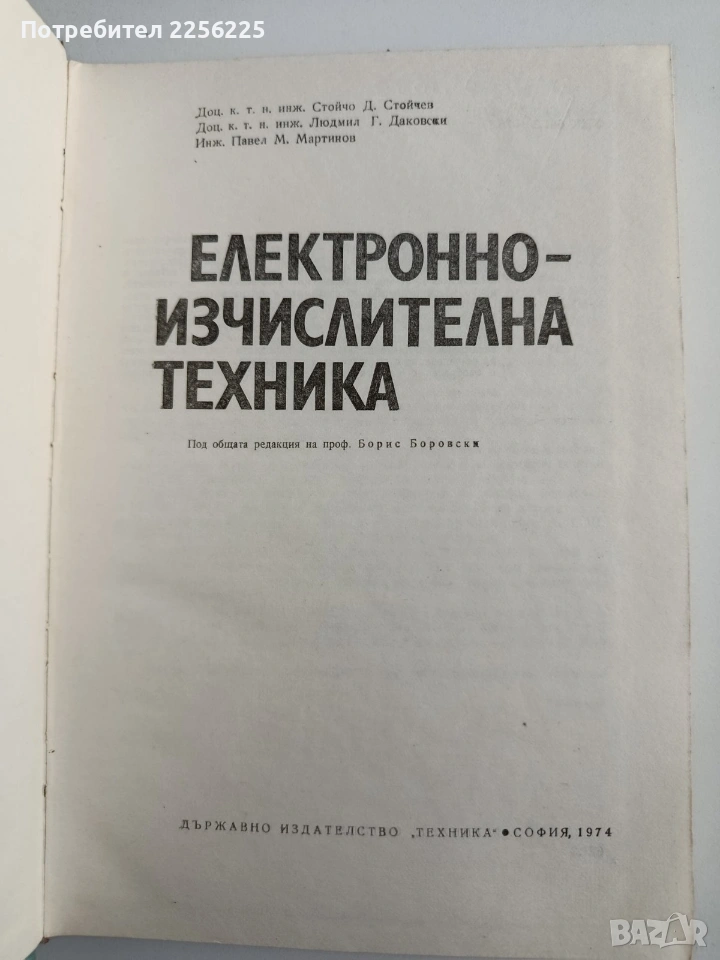 Потребител 2256225
Доц. к. т. н. инж. Стойчо Д. Стойчев
Доц. к. т. н. инж. Людмил Г. Даковски
Инж. Павел М. Мартинов
ЕЛЕКТРОННО-
ИЗЧИСЛИТЕЛНА
ТЕХНИКА
Под общата редакция на проф. Борис Боровски
ДЪРЖАВНО ИЗДАТЕЛСТВО „ТЕХНИКА“ ● СОФИЯ, 1974
BAZAR